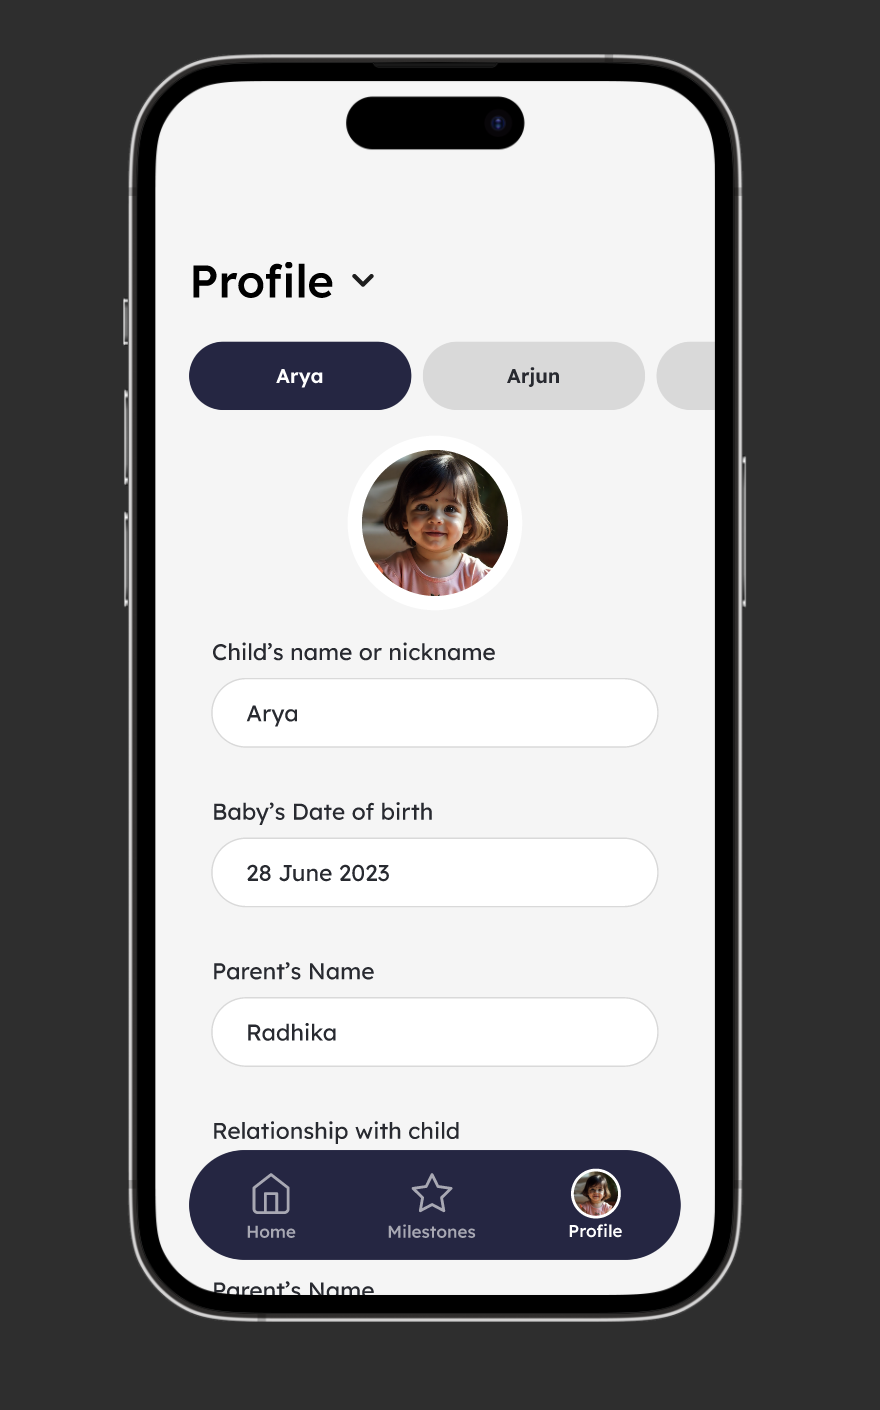 Profile
Arya
Arjun
Child’s name or nickname
Arya
Baby’s Date of birth
28 June 2023
Parent’s Name
Radhika
Relationship with child
Home
Milestones
Profile
Parent’s Name